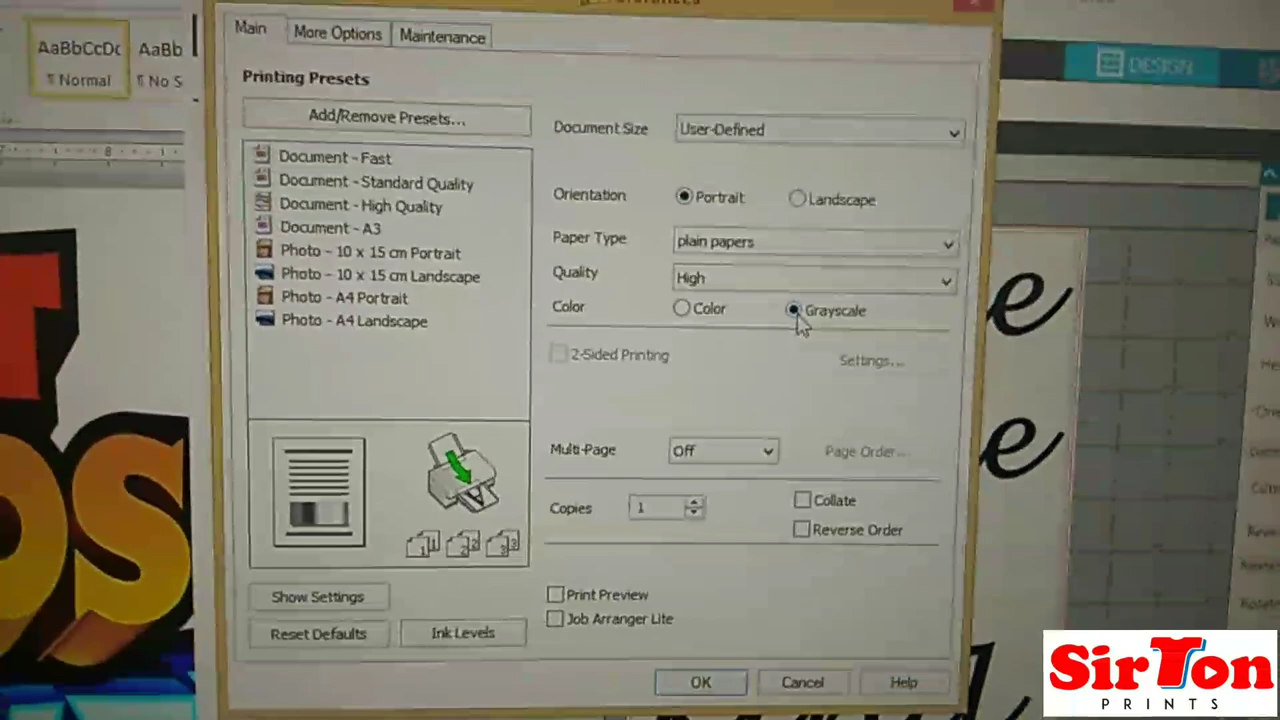 AaBbCcDc AaBb
¶ Normal ¶ No S
Main More Options Maintenance
DESIGN
Printing Presets
Add/Remove Presets...
Document - Fast
Document - Standard Quality
Document - High Quality
Document - A3
Photo - 10 x 15 cm Portrait
Photo - 10 x 15 cm Landscape
Photo - A4 Portrait
Photo - A4 Landscape
Document Size User-Defined
Orientation Portrait Landscape
Paper Type plain papers
Quality High
Color Color Grayscale
2-Sided Printing Settings...
Multi-Page Off Page Order...
Copies 1 Collate
Reverse Order
Print Preview
Job Arranger Lite
Show Settings
Reset Defaults Ink Levels
OK Cancel Help
SirTon
PRINTS